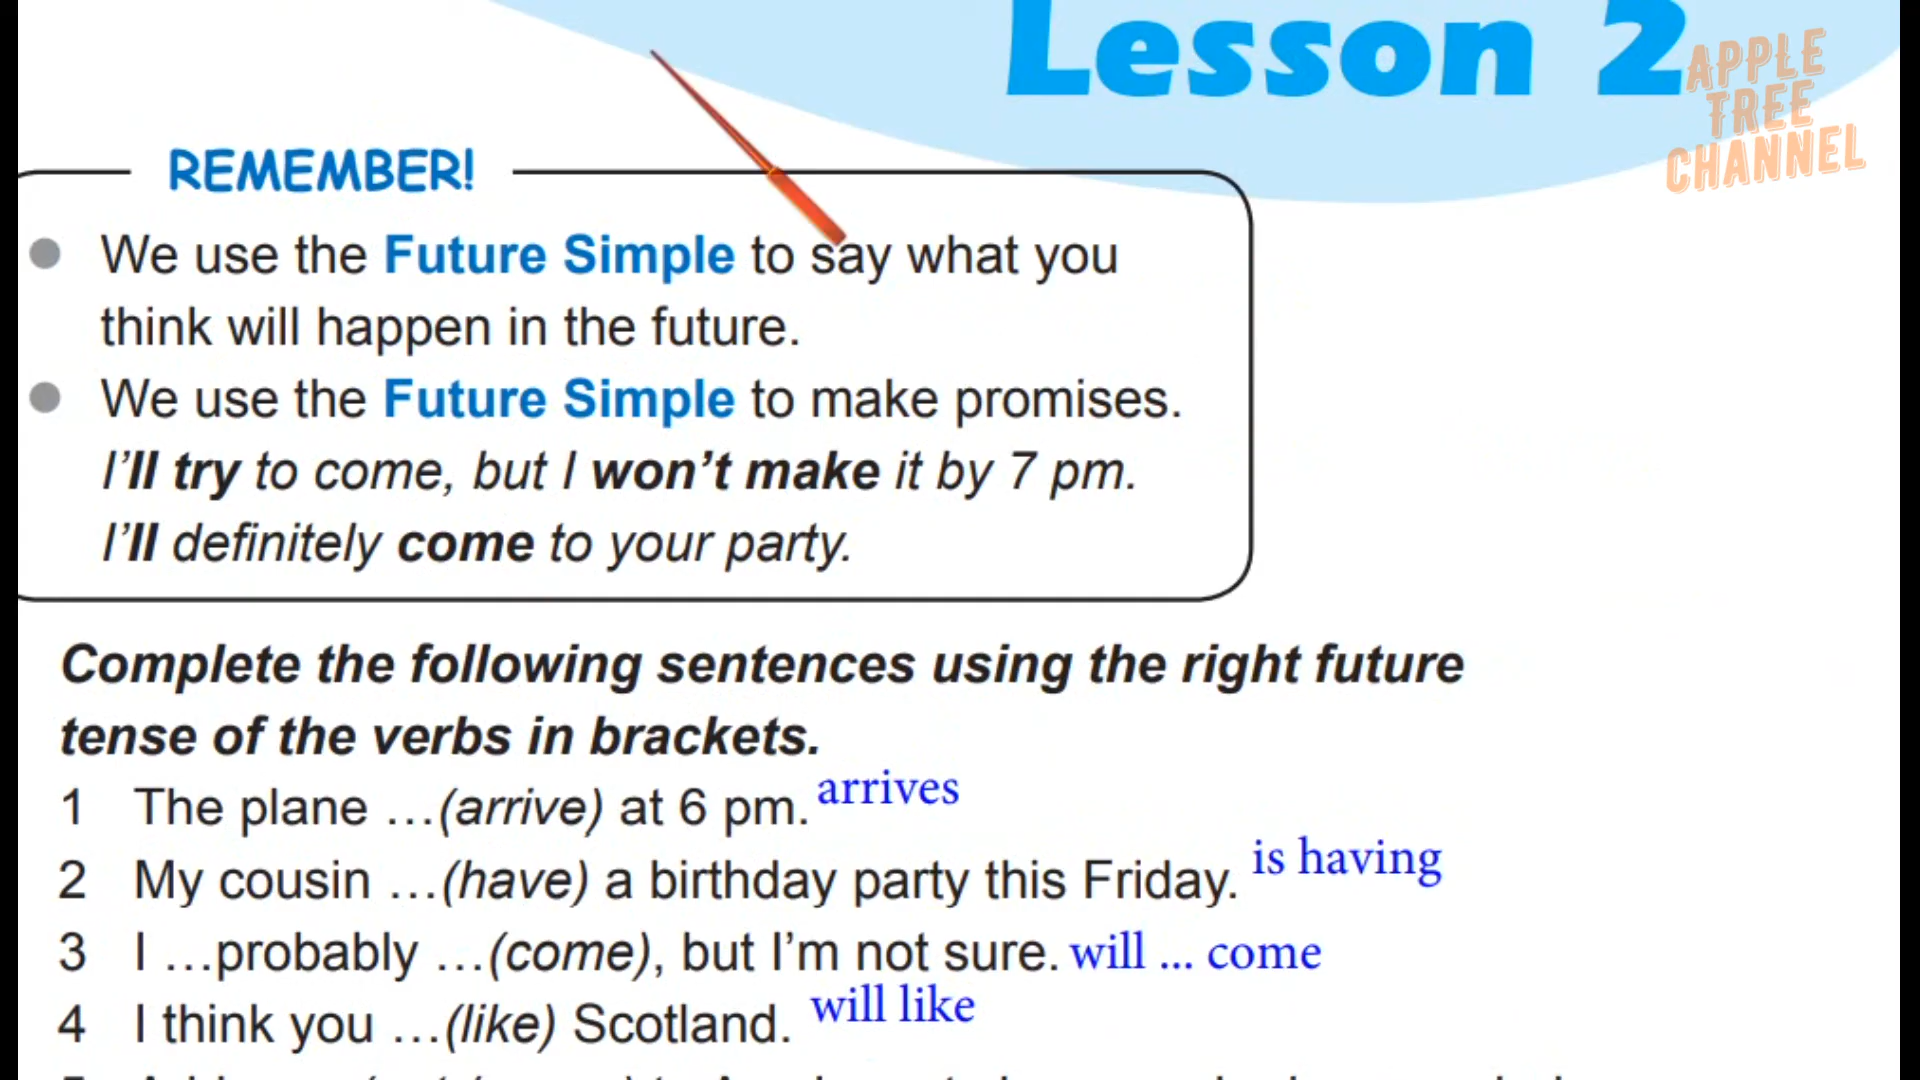 Lesson 2
APPLE
TREE
CHANNEL
REMEMBER!
We use the Future Simple to say what you
think will happen in the future.
We use the Future Simple to make promises.
I'll try to come, but I won't make it by 7 pm.
I'll definitely come to your party.
Complete the following sentences using the right future
tense of the verbs in brackets.
1 The plane …(arrive) at 6 pm. arrives
2 My cousin …(have) a birthday party this Friday. is having
3 I …probably …(come), but I'm not sure. will ... come
4 I think you …(like) Scotland. will like